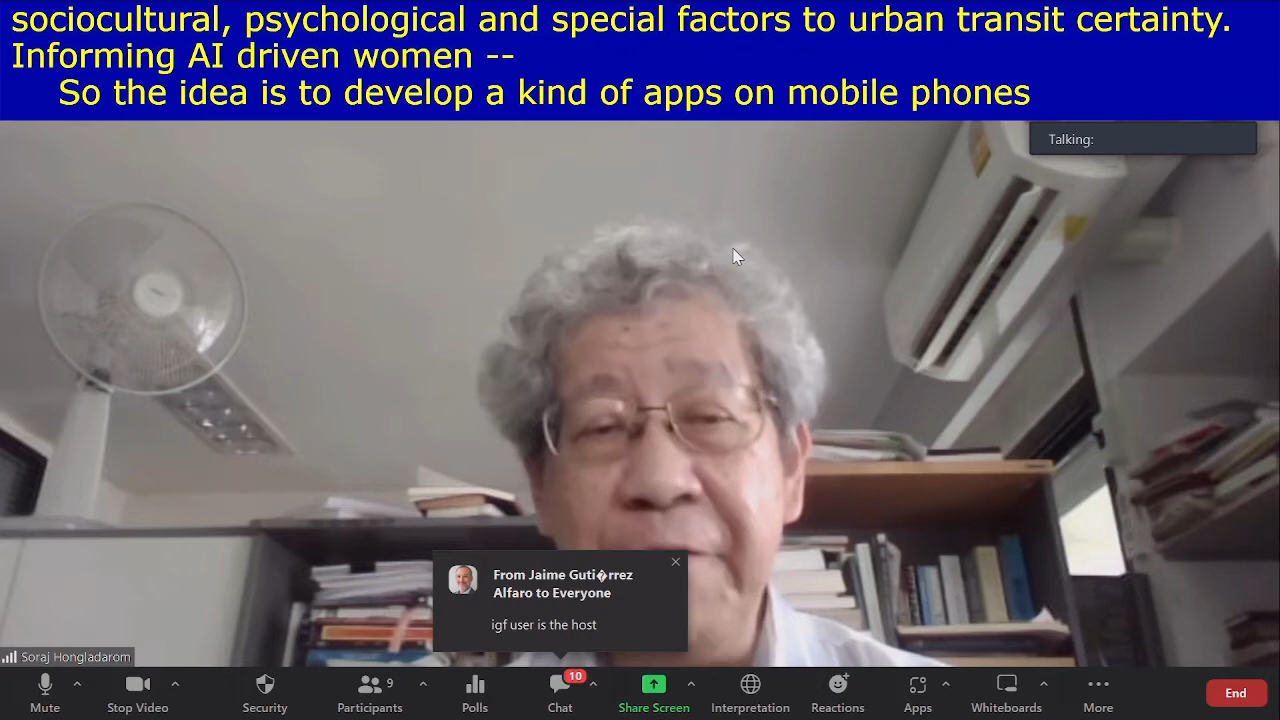 sociocultural, psychological and special factors to urban transit certainty.
Informing AI driven women --
So the idea is to develop a kind of apps on mobile phones
Talking:
From Jaime Guti�rrez
Alfaro to Everyone
igf user is the host
Soraj Hongladarom
Mute
Stop Video
Security
9
Participants
Polls
10
Chat
Share Screen
Interpretation
Reactions
Apps
Whiteboards
More
End